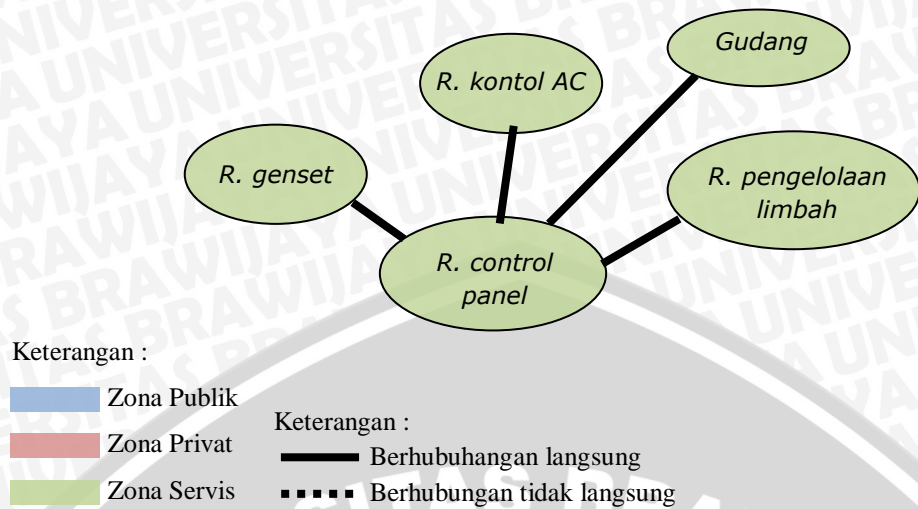 Gudang
R. kontol AC
R. genset
R. pengelolaan
limbah
R. control
panel
Keterangan :
Zona Publik
Zona Privat
Zona Servis
Keterangan :
Berhubuhangan langsung
Berhubungan tidak langsung